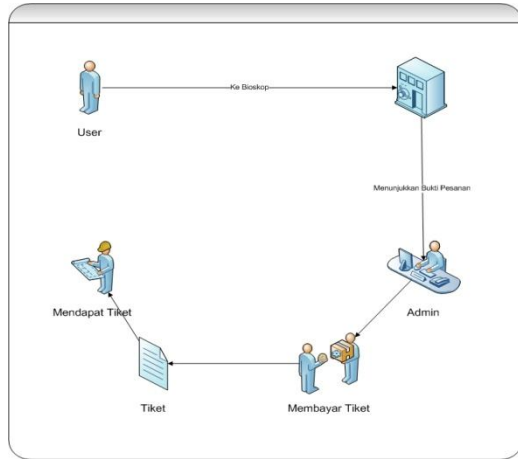 Ke Bioskop
User
Menunjukkan Bukti Pesanan
Mendapat Tiket
Admin
Tiket
Membayar Tiket